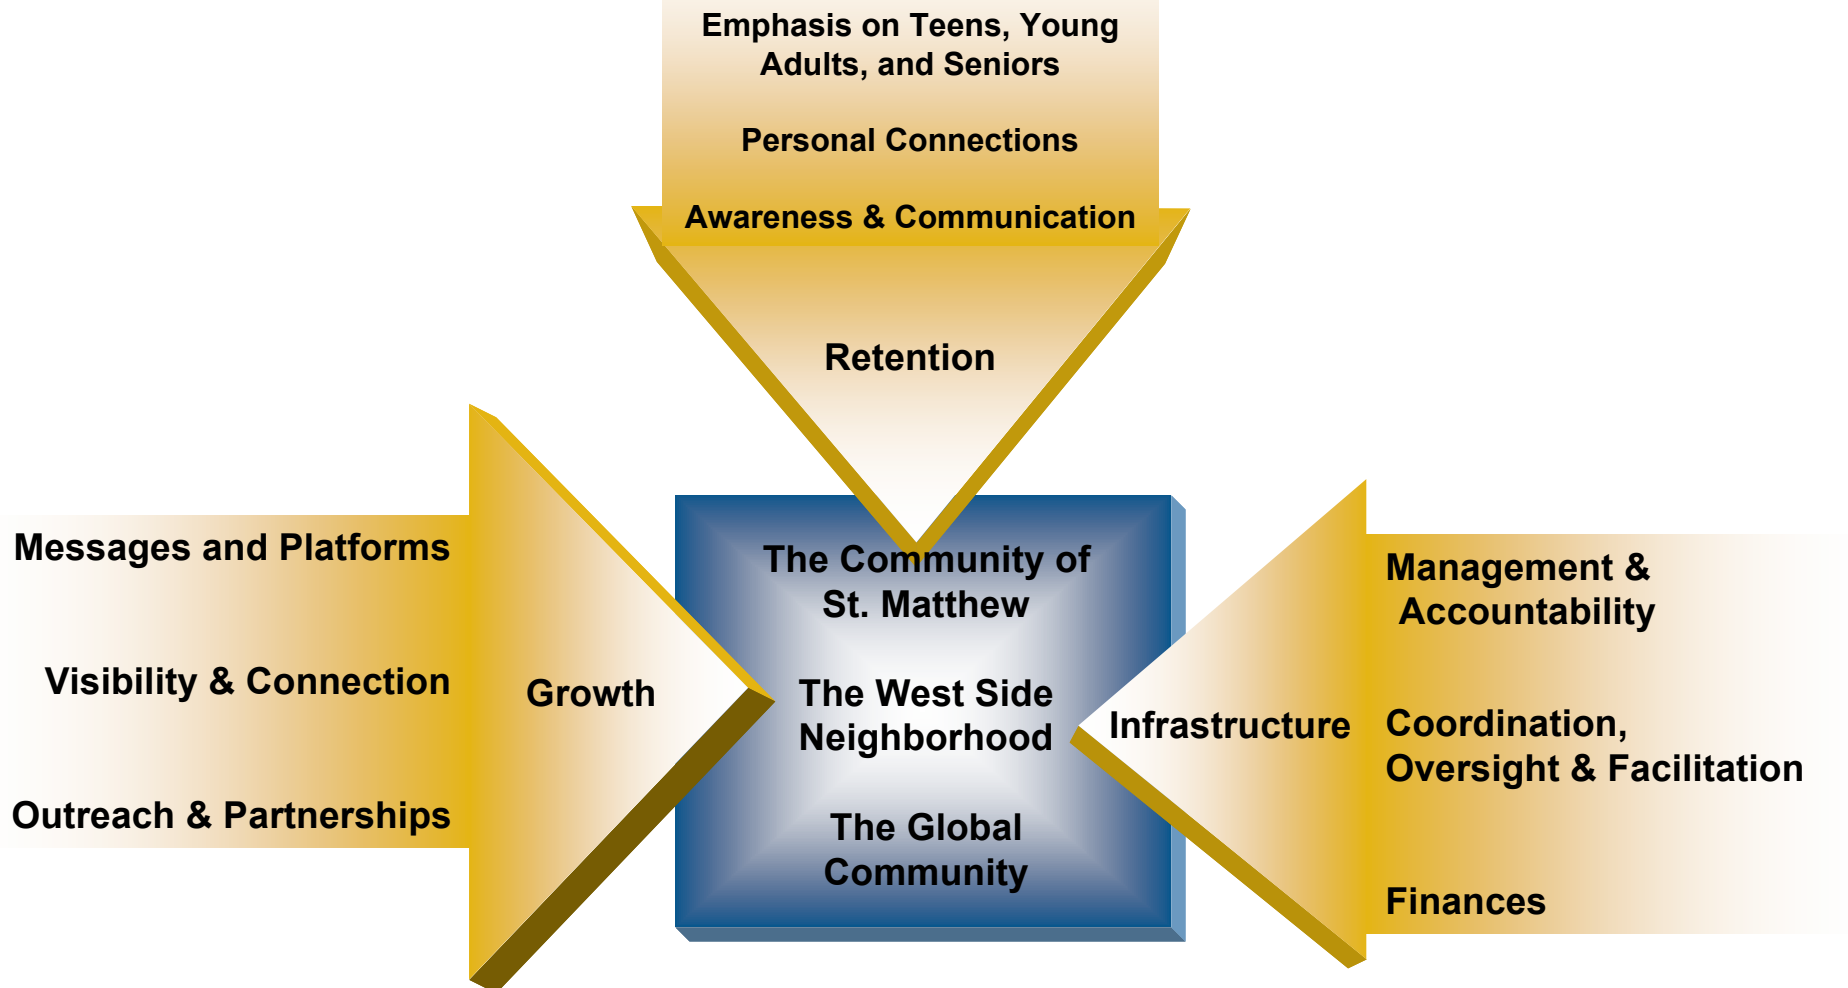 Emphasis on Teens, Young
Adults, and Seniors
Personal Connections
Awareness & Communication
Retention
Messages and Platforms
Visibility & Connection
Outreach & Partnerships
Growth
The Community of
St. Matthew
The West Side
Neighborhood
The Global
Community
Infrastructure
Management &
Accountability
Coordination,
Oversight & Facilitation
Finances